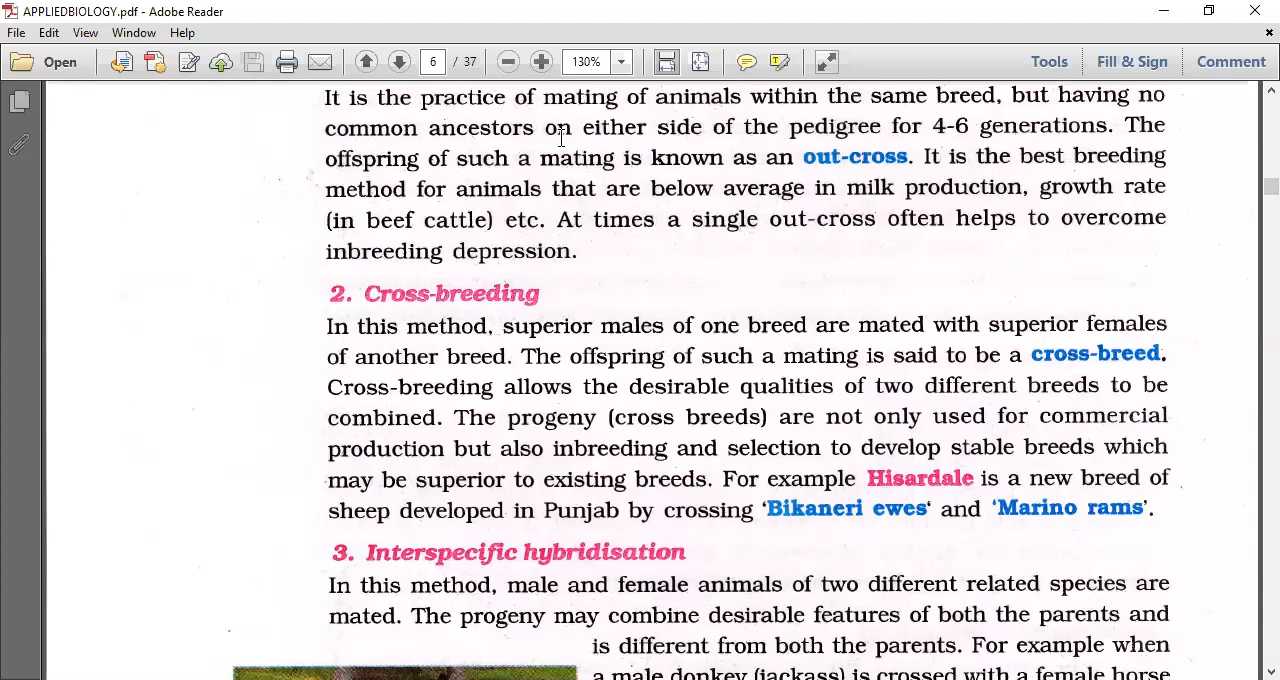 APPLIEDBIOLOGY.pdf - Adobe Reader
File Edit View Window Help
Open 6 / 37 130% Tools Fill & Sign Comment
It is the practice of mating of animals within the same breed, but having no
common ancestors on either side of the pedigree for 4-6 generations. The
offspring of such a mating is known as an out-cross. It is the best breeding
method for animals that are below average in milk production, growth rate
(in beef cattle) etc. At times a single out-cross often helps to overcome
inbreeding depression.
2. Cross-breeding
In this method, superior males of one breed are mated with superior females
of another breed. The offspring of such a mating is said to be a cross-breed.
Cross-breeding allows the desirable qualities of two different breeds to be
combined. The progeny (cross breeds) are not only used for commercial
production but also inbreeding and selection to develop stable breeds which
may be superior to existing breeds. For example Hisardale is a new breed of
sheep developed in Punjab by crossing ‘Bikaneri ewes‘ and ‘Marino rams’.
3. Interspecific hybridisation
In this method, male and female animals of two different related species are
mated. The progeny may combine desirable features of both the parents and
is different from both the parents. For example when
a male donkey (jackass) is crossed with a female horse